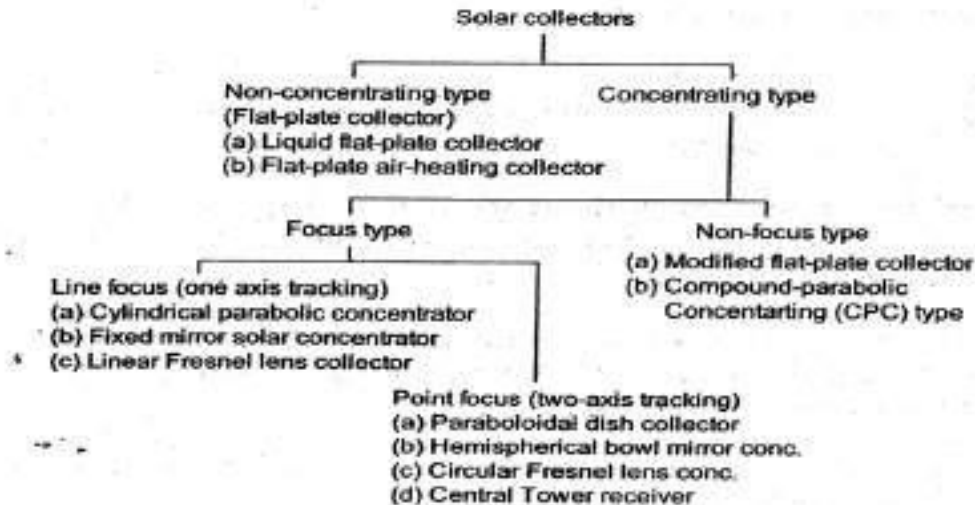 Solar collectors
Non-concentrating type
(Flat-plate collector)
(a) Liquid flat-plate collector
(b) Flat-plate air-heating collector
Concentrating type
Focus type
Non-focus type
(a) Modified flat-plate collector
(b) Compound-parabolic
Concentarting (CPC) type
Line focus (one axis tracking)
(a) Cylindrical parabolic concentrator
(b) Fixed mirror solar concentrator
(c) Linear Fresnel lens collector
Point focus (two-axis tracking)
(a) Paraboloidal dish collector
(b) Hemispherical bowl mirror conc.
(c) Circular Fresnel lens conc.
(d) Central Tower receiver